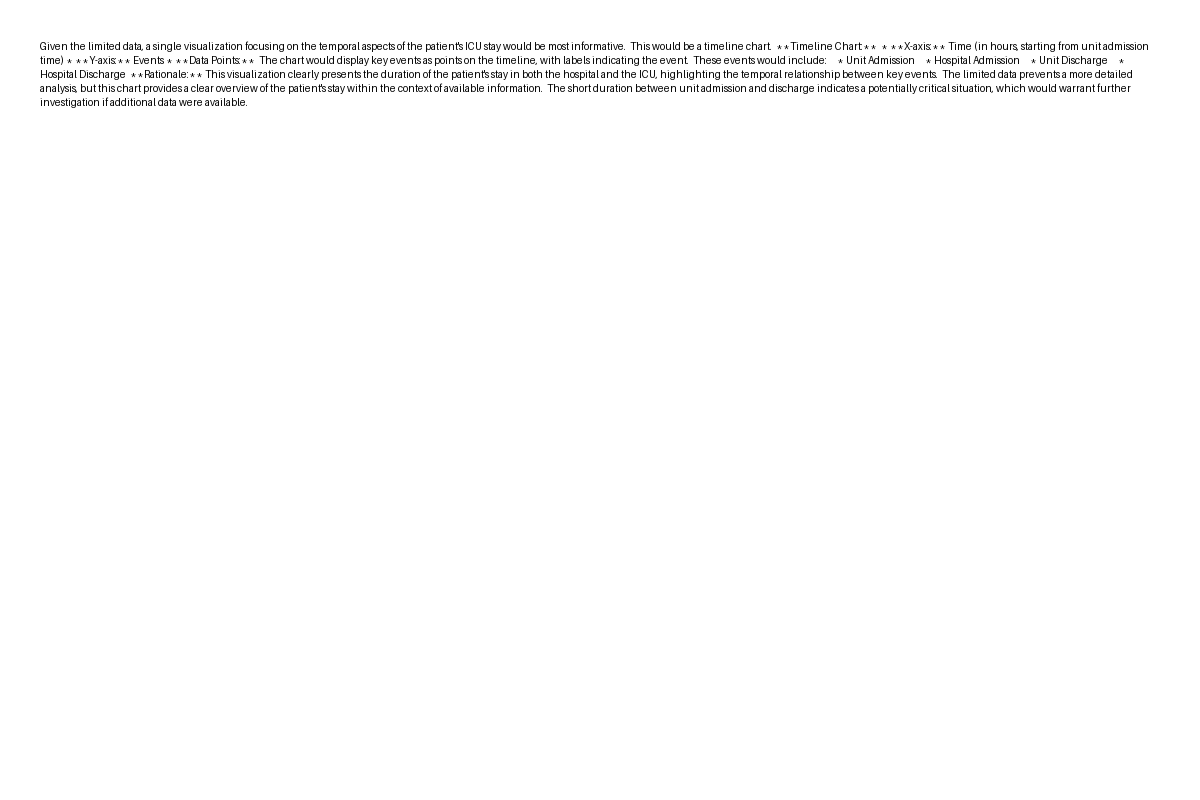 Given the limited data, a single visualization focusing on the temporal aspects of the patient's ICU stay would be most informative.  This would be a timeline chart.  **Timeline Chart:**  * **X-axis:** Time (in hours, starting from unit admission
time) * **Y-axis:** Events * **Data Points:**  The chart would display key events as points on the timeline, with labels indicating the event.  These events would include:    * Unit Admission    * Hospital Admission    * Unit Discharge    *
Hospital Discharge  **Rationale:** This visualization clearly presents the duration of the patient's stay in both the hospital and the ICU, highlighting the temporal relationship between key events.  The limited data prevents a more detailed
analysis, but this chart provides a clear overview of the patient's stay within the context of available information.  The short duration between unit admission and discharge indicates a potentially critical situation, which would warrant further
investigation if additional data were available.